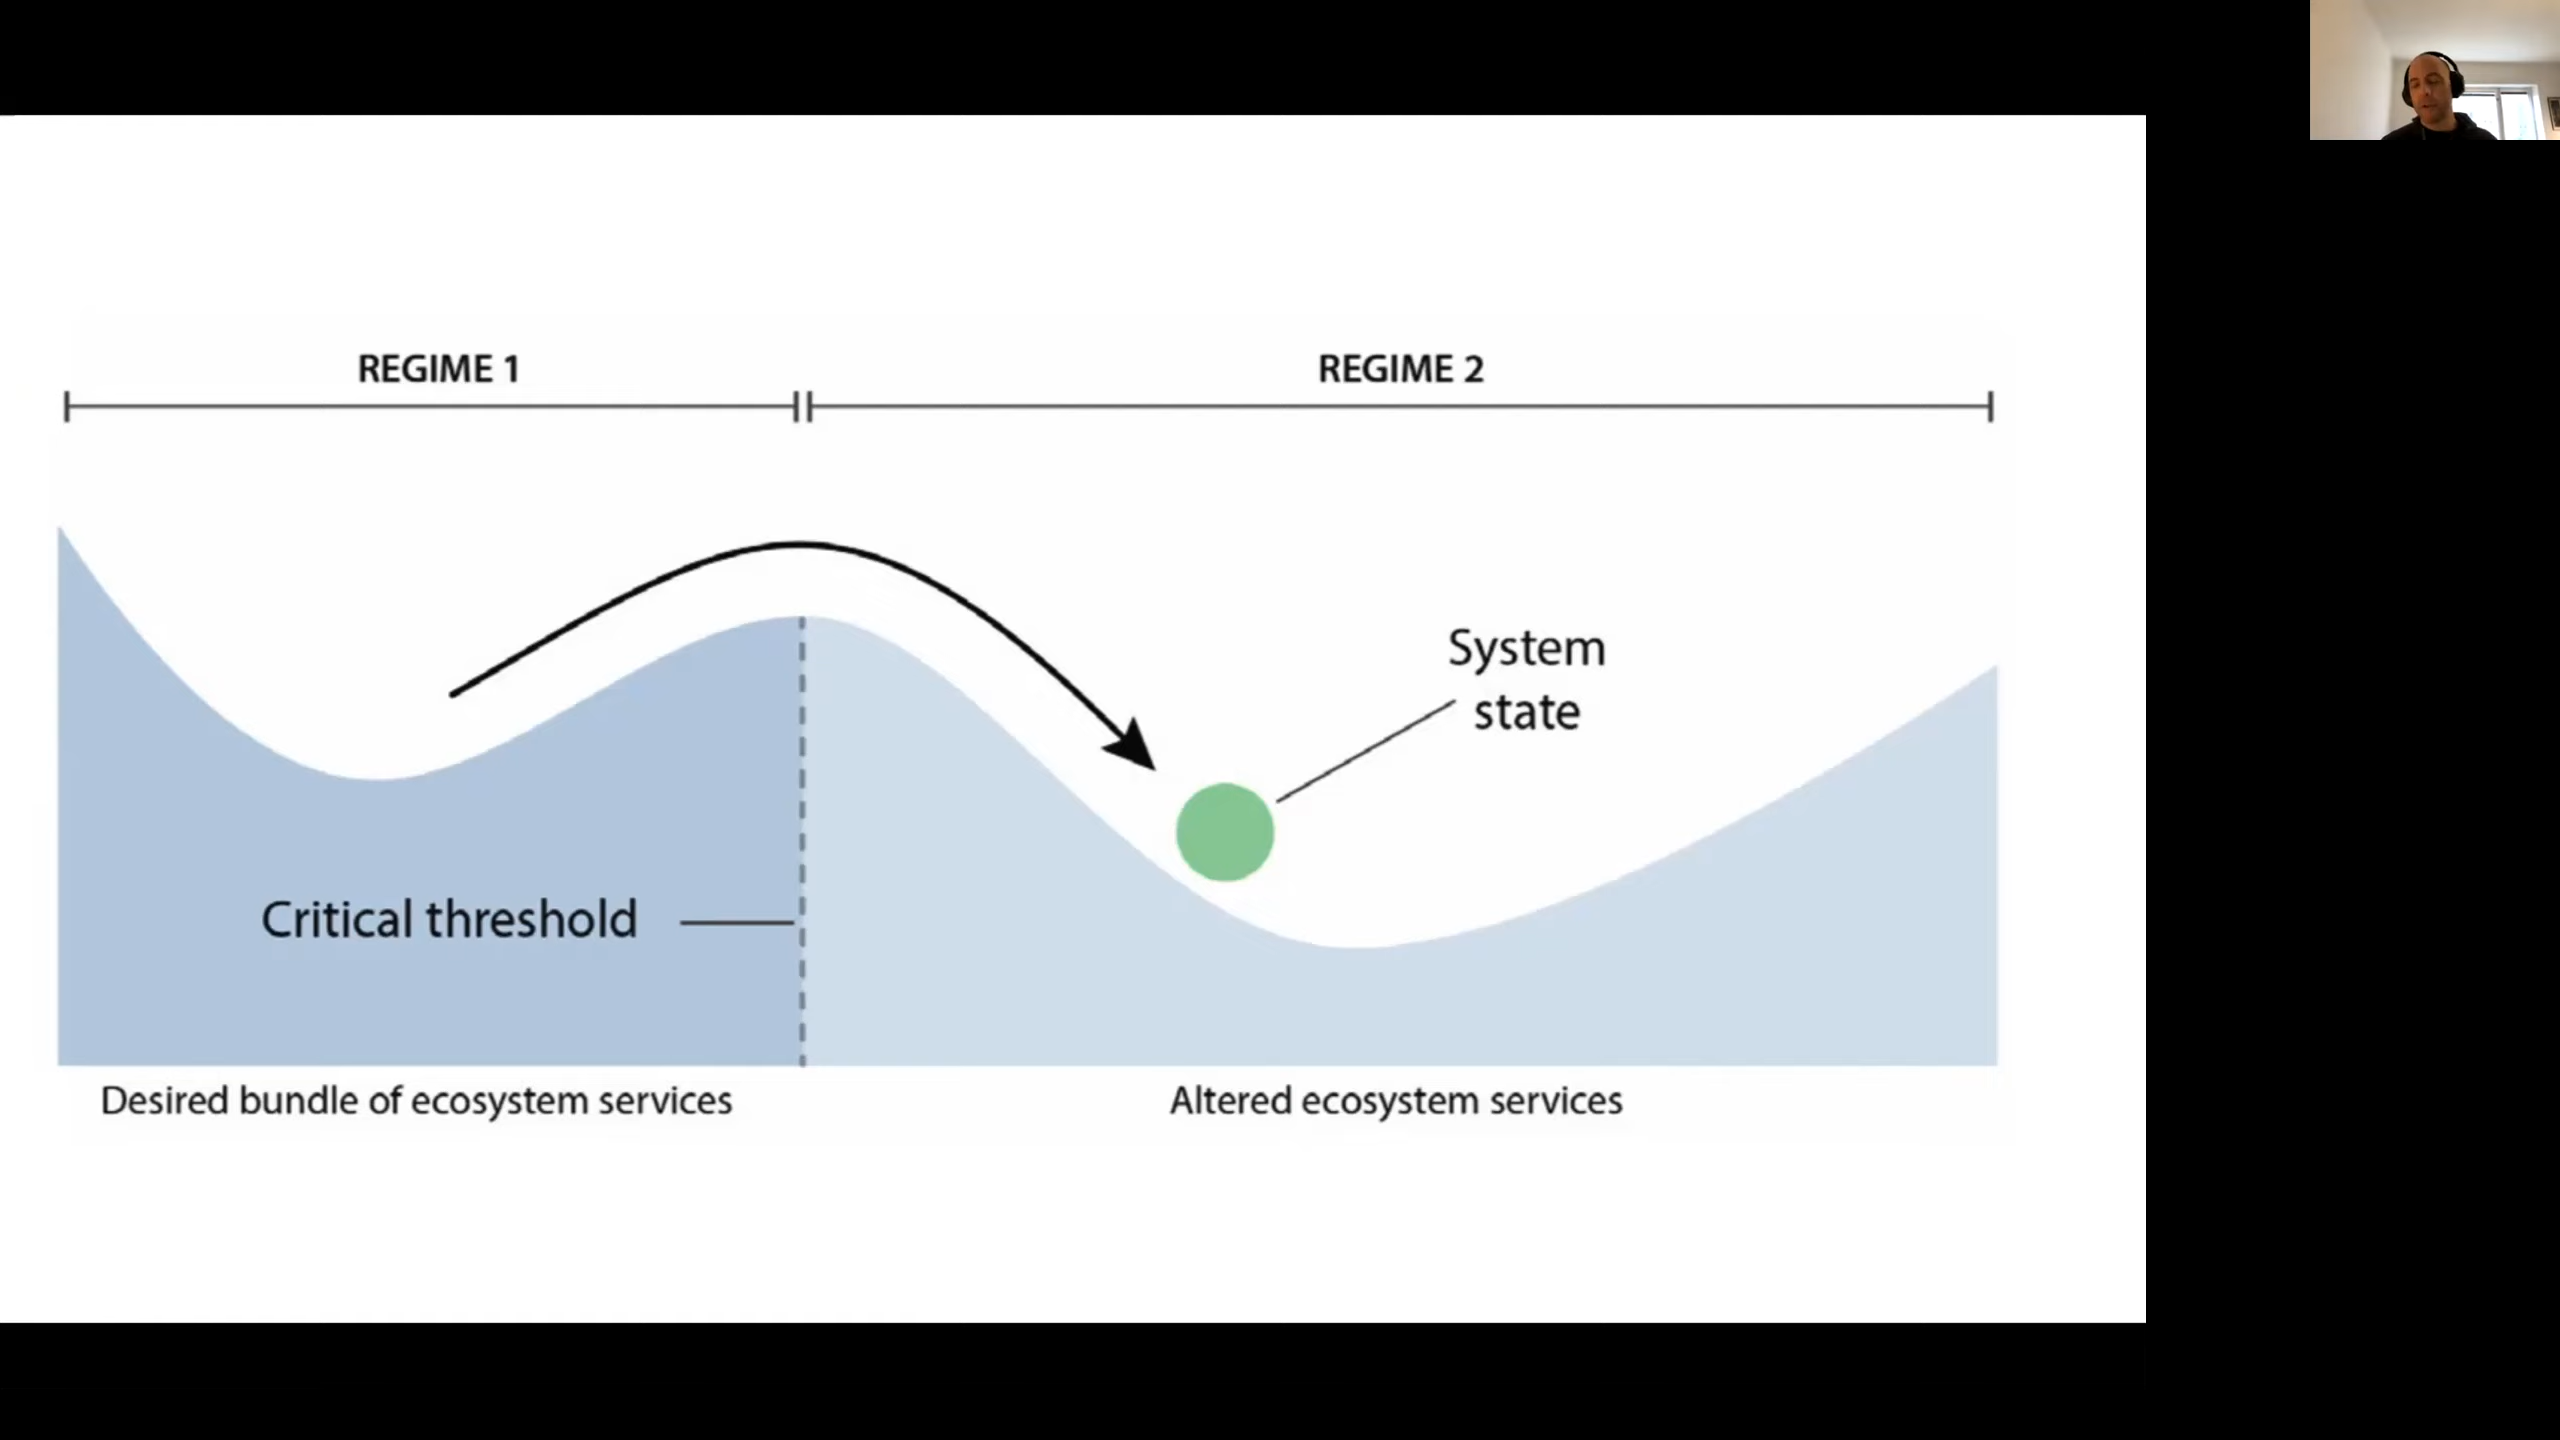 REGIME 1
REGIME 2
System
state
Critical threshold
Desired bundle of ecosystem services
Altered ecosystem services